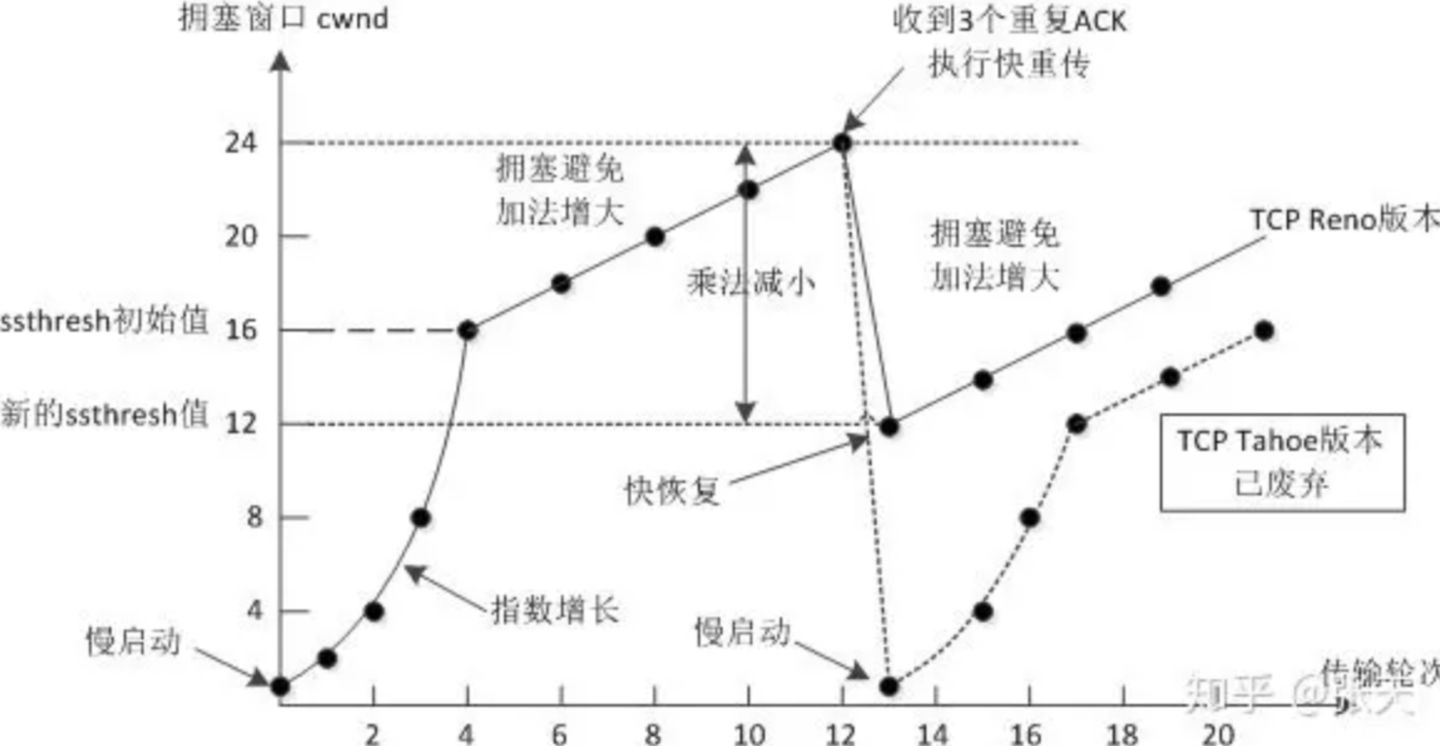 拥塞窗口 cwnd
收到3个重复ACK
执行快重传
24
拥塞避免
加法增大
20
拥塞避免
加法增大
TCP Reno版本
乘法减小
ssthresh初始值
16
新的ssthresh值
12
TCP Tahoe版本
已废弃
快恢复
8
指数增长
4
慢启动
慢启动
传输轮次
知乎
2
4
6
8
10
12
14
16
18
20